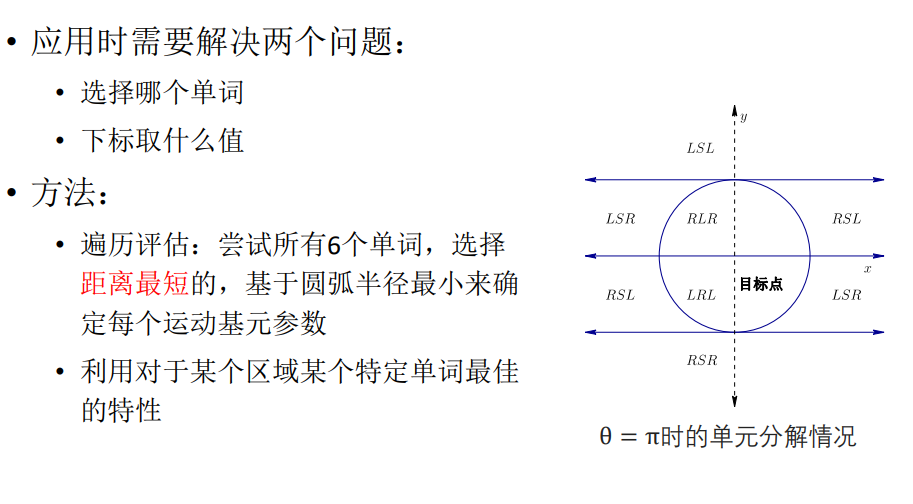 • 应用时需要解决两个问题：
• 选择哪个单词
• 下标取什么值
• 方法：
• 遍历评估：尝试所有6个单词，选择
距离最短的，基于圆弧半径最小来确
定每个运动基元参数
• 利用对于某个区域某个特定单词最佳
的特性
y
LSL
LSR RLR RSL
x
目标点
RSL LRL LSR
RSR
θ = π时的单元分解情况